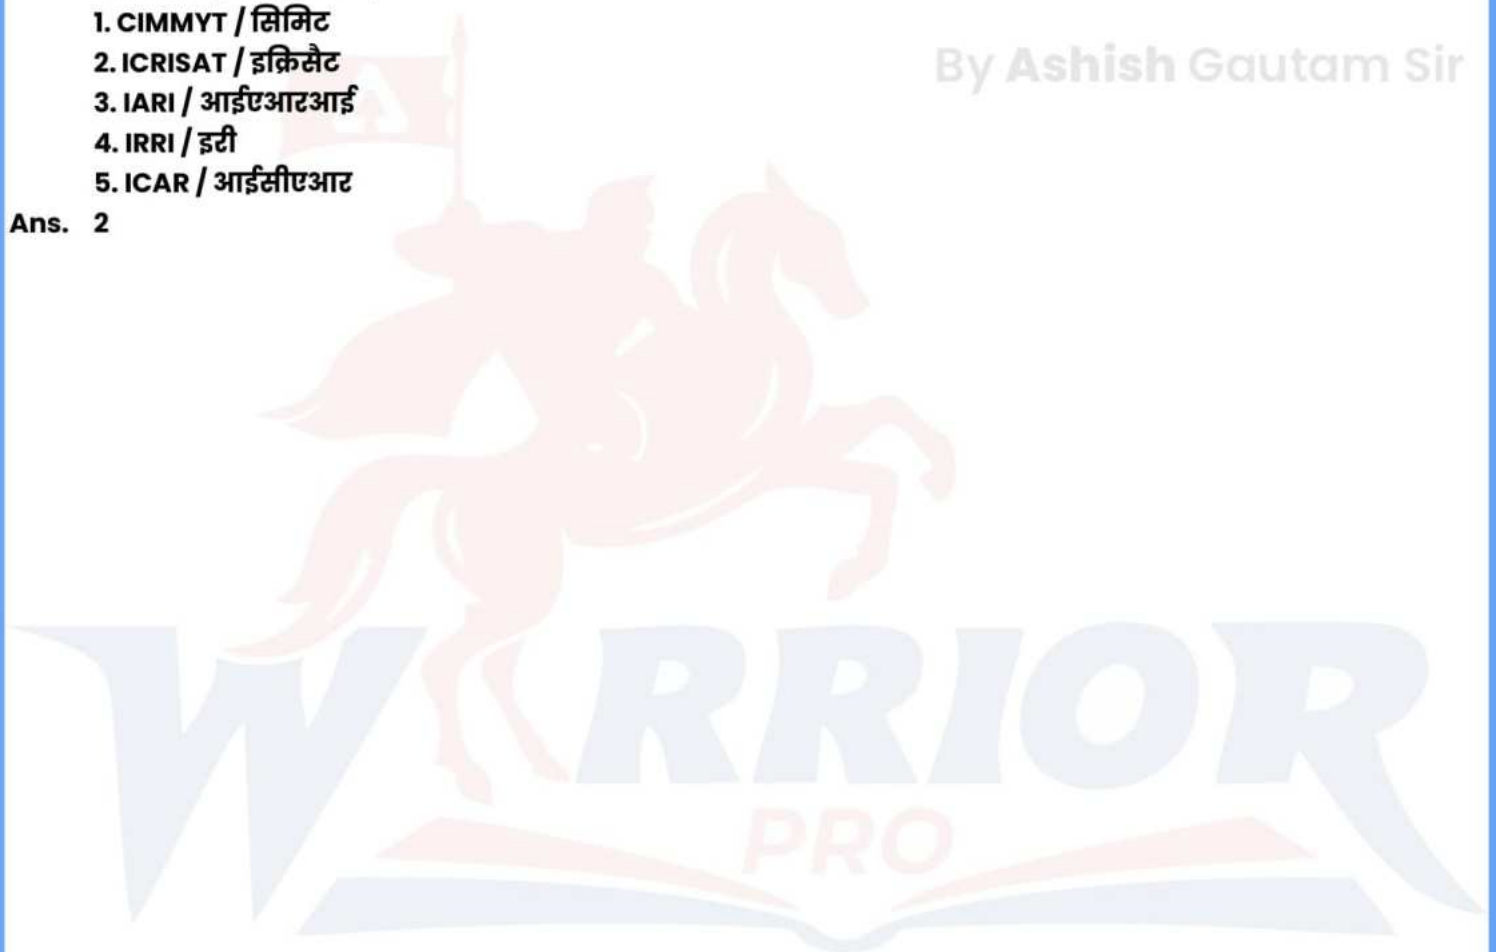 1. CIMMYT / सिमिट
By Ashish Gautam Sir
2. ICRISAT / इक्रिसैट
3. IARI / आईएआरआई
4. IRRI / इरी
5. ICAR / आईसीएआर
Ans. 2
WRRIOR
PRO